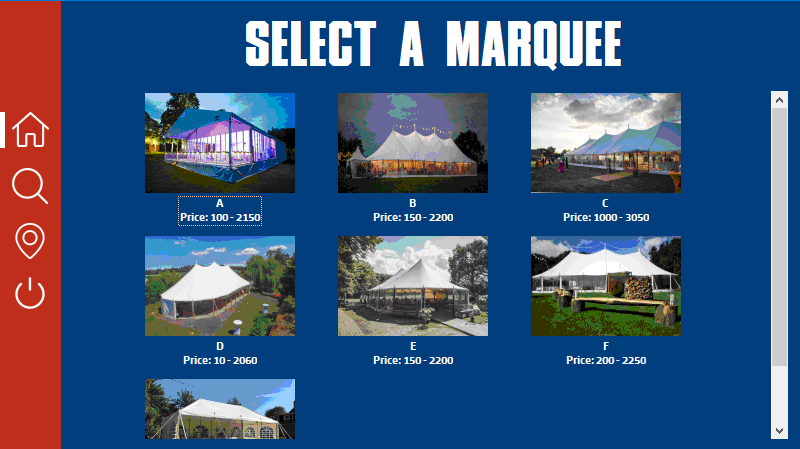 SELECT A MARQUEE
A
Price: 100 - 2150
B
Price: 150 - 2200
C
Price: 1000 - 3050
D
Price: 10 - 2060
E
Price: 150 - 2200
F
Price: 200 - 2250